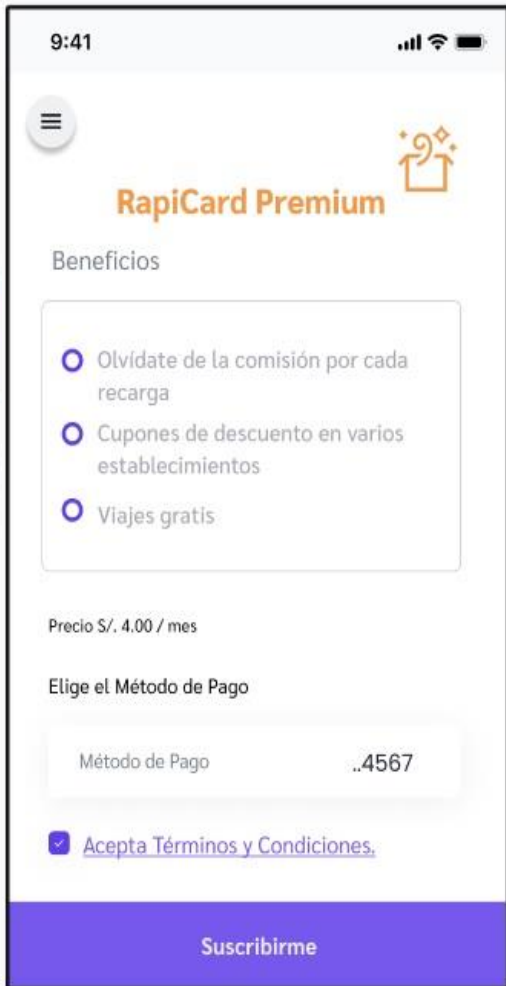 9:41
RapiCard Premium
Beneficios
Olvídate de la comisión por cada
recarga
Cupones de descuento en varios
establecimientos
Viajes gratis
Precio S/. 4.00 / mes
Elige el Método de Pago
Método de Pago ..4567
Acepta Términos y Condiciones.
Suscribirme